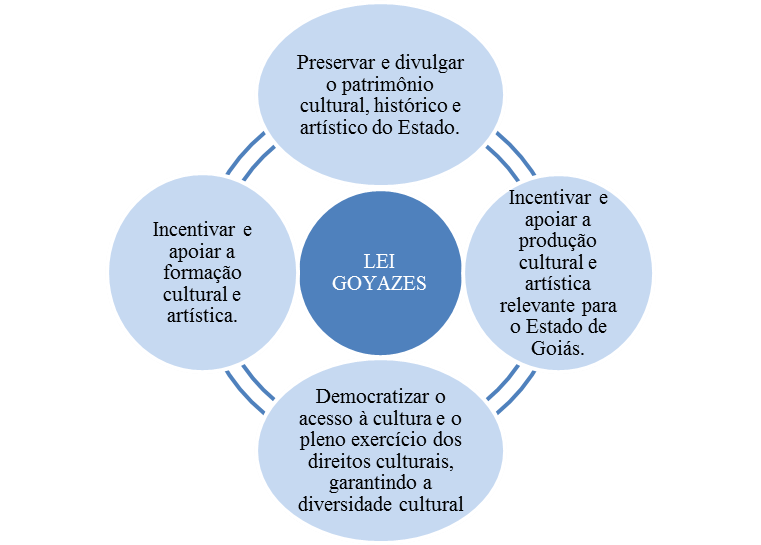 Preservar e divulgar
o patrimônio
cultural, histórico e
artístico do Estado.
Incentivar e
apoiar a
formação
cultural e
artística.
LEI
GOYAZES
Incentivar e
apoiar a
produção
cultural e
artística
relevante para
o Estado de
Goiás.
Democratizar o
acesso à cultura e o
pleno exercício dos
direitos culturais,
garantindo a
diversidade cultural